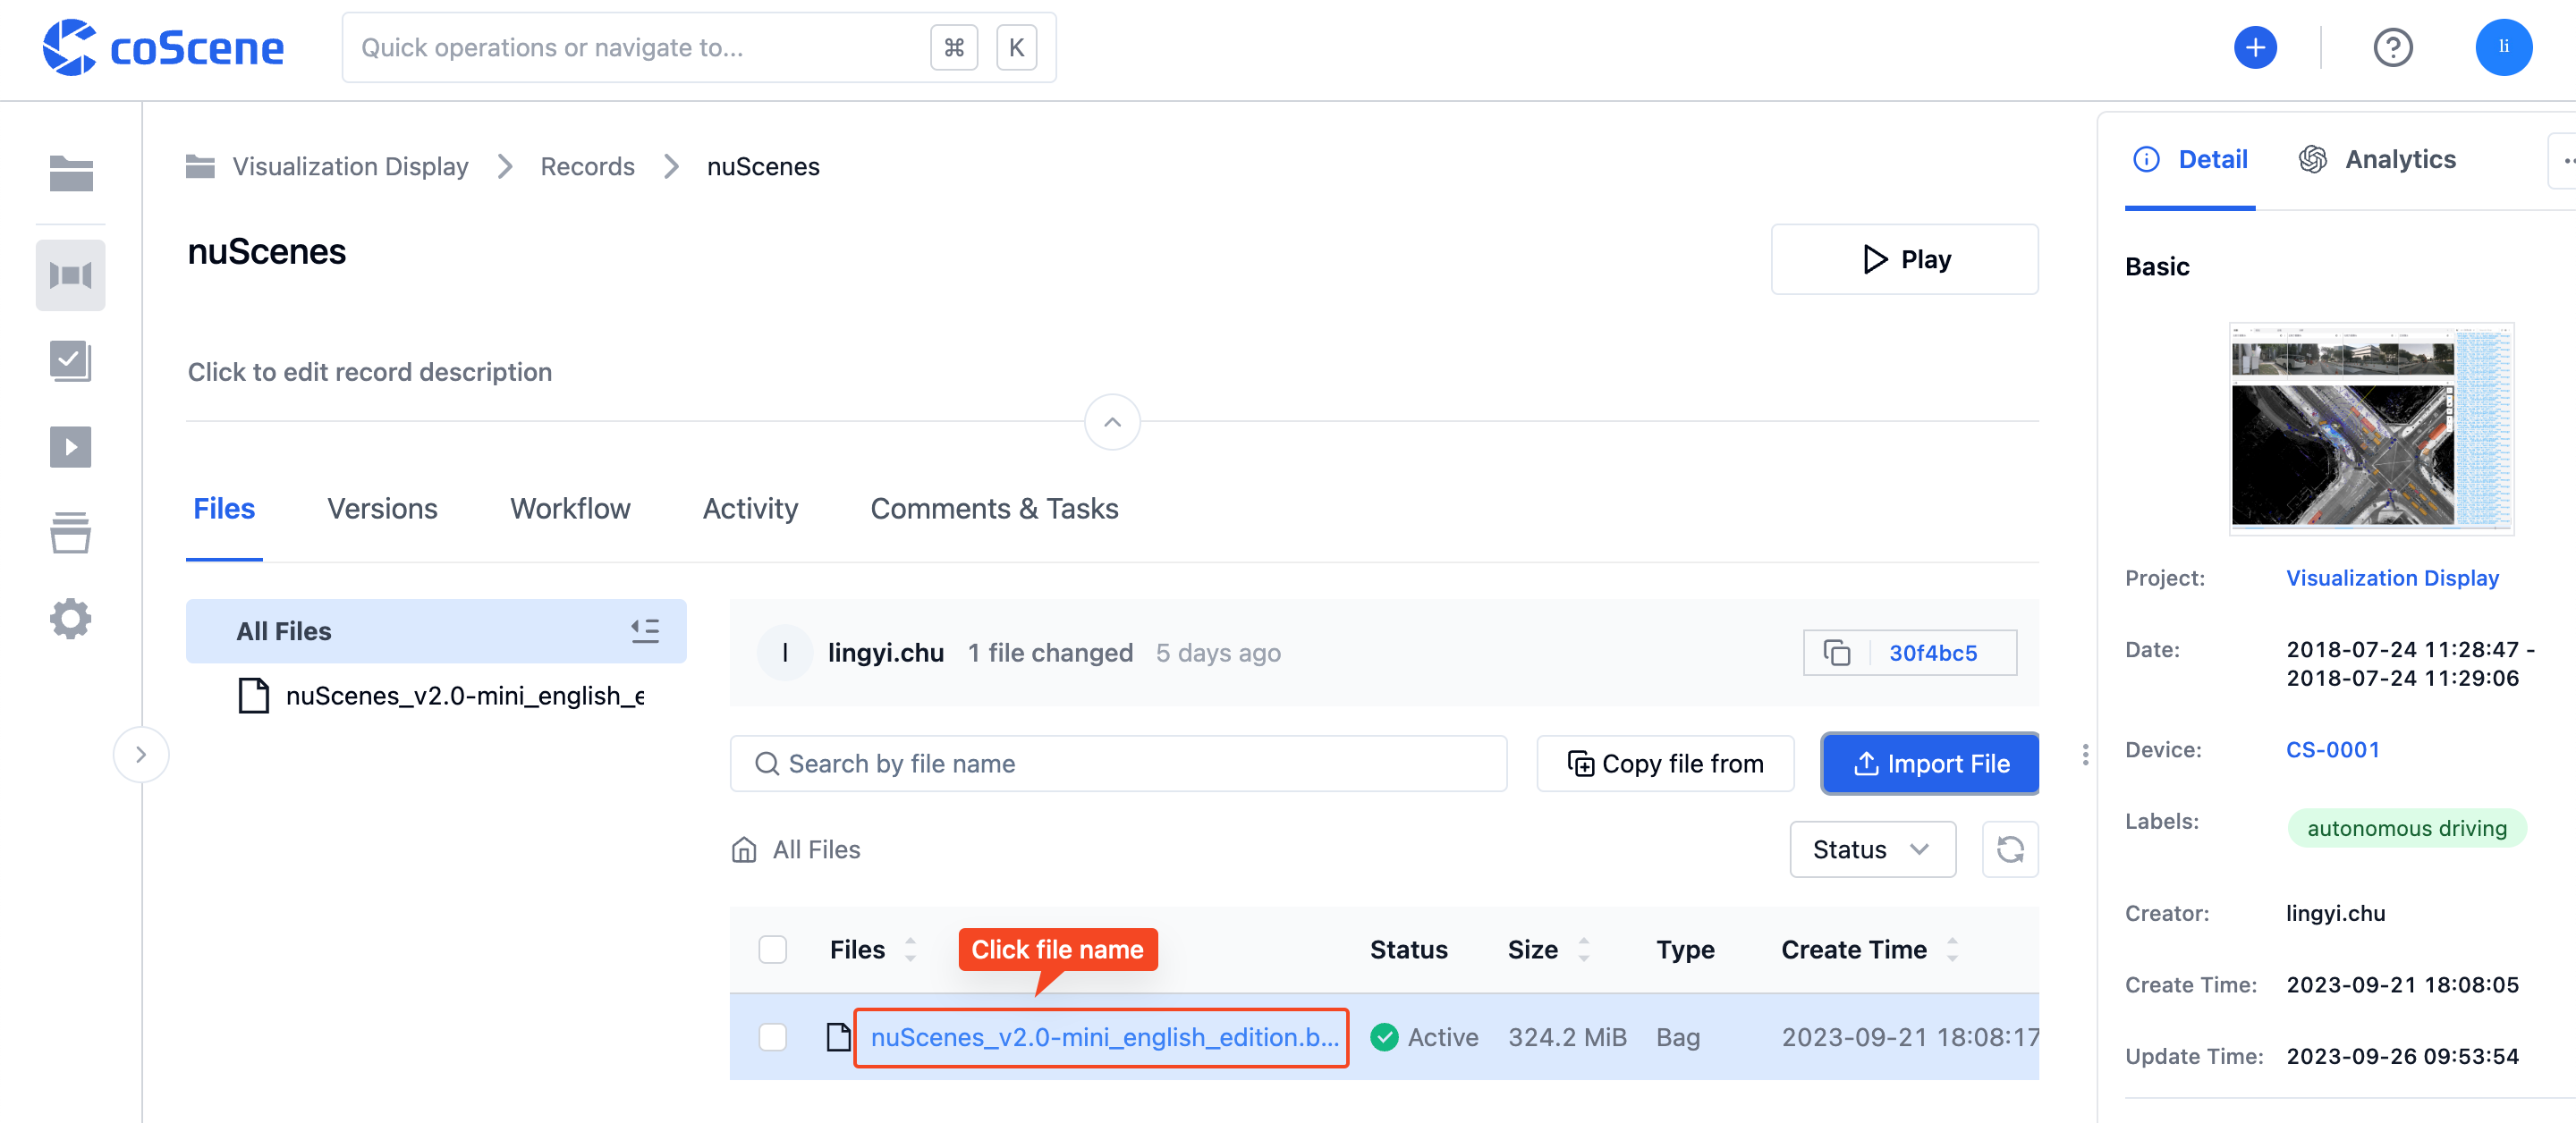 coScene
Quick operations or navigate to...
⌘ K
li
Visualization Display > Records > nuScenes
nuScenes
Play
Click to edit record description
Files Versions Workflow Activity Comments & Tasks
All Files
nuScenes_v2.0-mini_english_e
l lingyi.chu 1 file changed 5 days ago
30f4bc5
Search by file name
Copy file from
Import File
All Files
Status
Files
Click file name
Status Size Type Create Time
nuScenes_v2.0-mini_english_edition.b...
Active 324.2 MiB Bag 2023-09-21 18:08:17
Detail Analytics
Basic
Project: Visualization Display
Date: 2018-07-24 11:28:47 -
2018-07-24 11:29:06
Device: CS-0001
Labels: autonomous driving
Creator: lingyi.chu
Create Time: 2023-09-21 18:08:05
Update Time: 2023-09-26 09:53:54